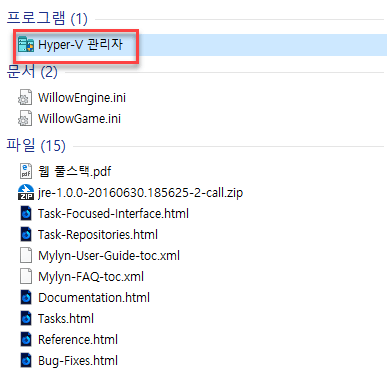 프로그램 (1)
Hyper-V 관리자
문서 (2)
WillowEngine.ini
WillowGame.ini
파일 (15)
웹 풀스택.pdf
jre-1.0.0-20160630.185625-2-call.zip
Task-Focused-Interface.html
Task-Repositories.html
Mylyn-User-Guide-toc.xml
Mylyn-FAQ-toc.xml
Documentation.html
Tasks.html
Reference.html
Bug-Fixes.html